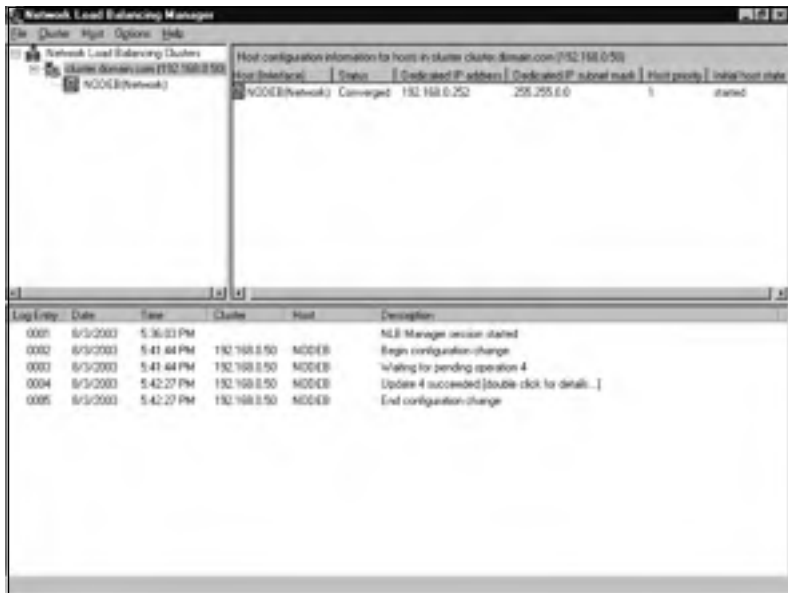 Network Load Balancing Manager
File Cluster Host Options Help
Network Load Balancing Clusters
cluster.domain.com (192.168.0.50)
NODEB(Network)
Host configuration information for hosts in cluster cluster.domain.com (192.168.0.50)
Host (Interface) Status Dedicated IP address Dedicated IP subnet mask Host priority Initial host state
NODEB(Network) Converged 192.168.0.252 255.255.0.0 1 started
Log Entry Date Time Cluster Host Description
0001 8/3/2003 5:36:03 PM NLB Manager session started
0002 8/3/2003 5:41:44 PM 192.168.0.50 NODEB Begin configuration change
0003 8/3/2003 5:41:44 PM 192.168.0.50 NODEB Waiting for pending operation 4
0004 8/3/2003 5:42:27 PM 192.168.0.50 NODEB Update 4 succeeded [double click for details...]
0005 8/3/2003 5:42:27 PM 192.168.0.50 NODEB End configuration change